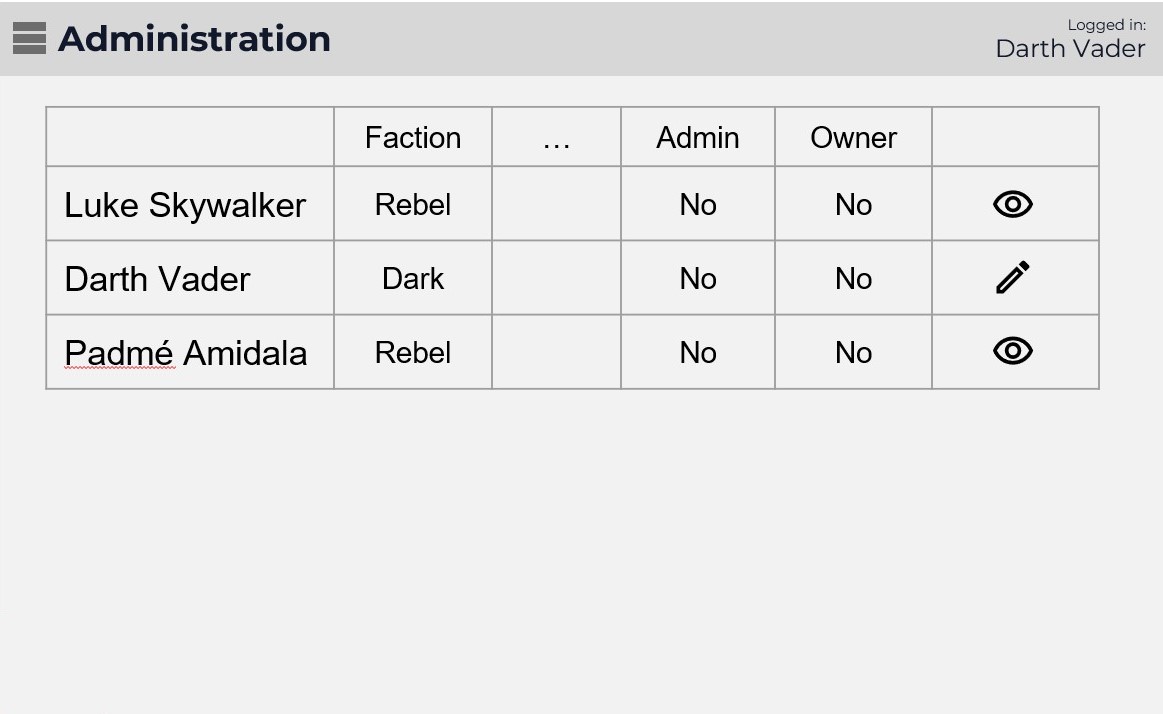 Administration
Logged in:
Darth Vader
Faction … Admin Owner
Luke Skywalker Rebel No No
Darth Vader Dark No No
Padmé Amidala Rebel No No